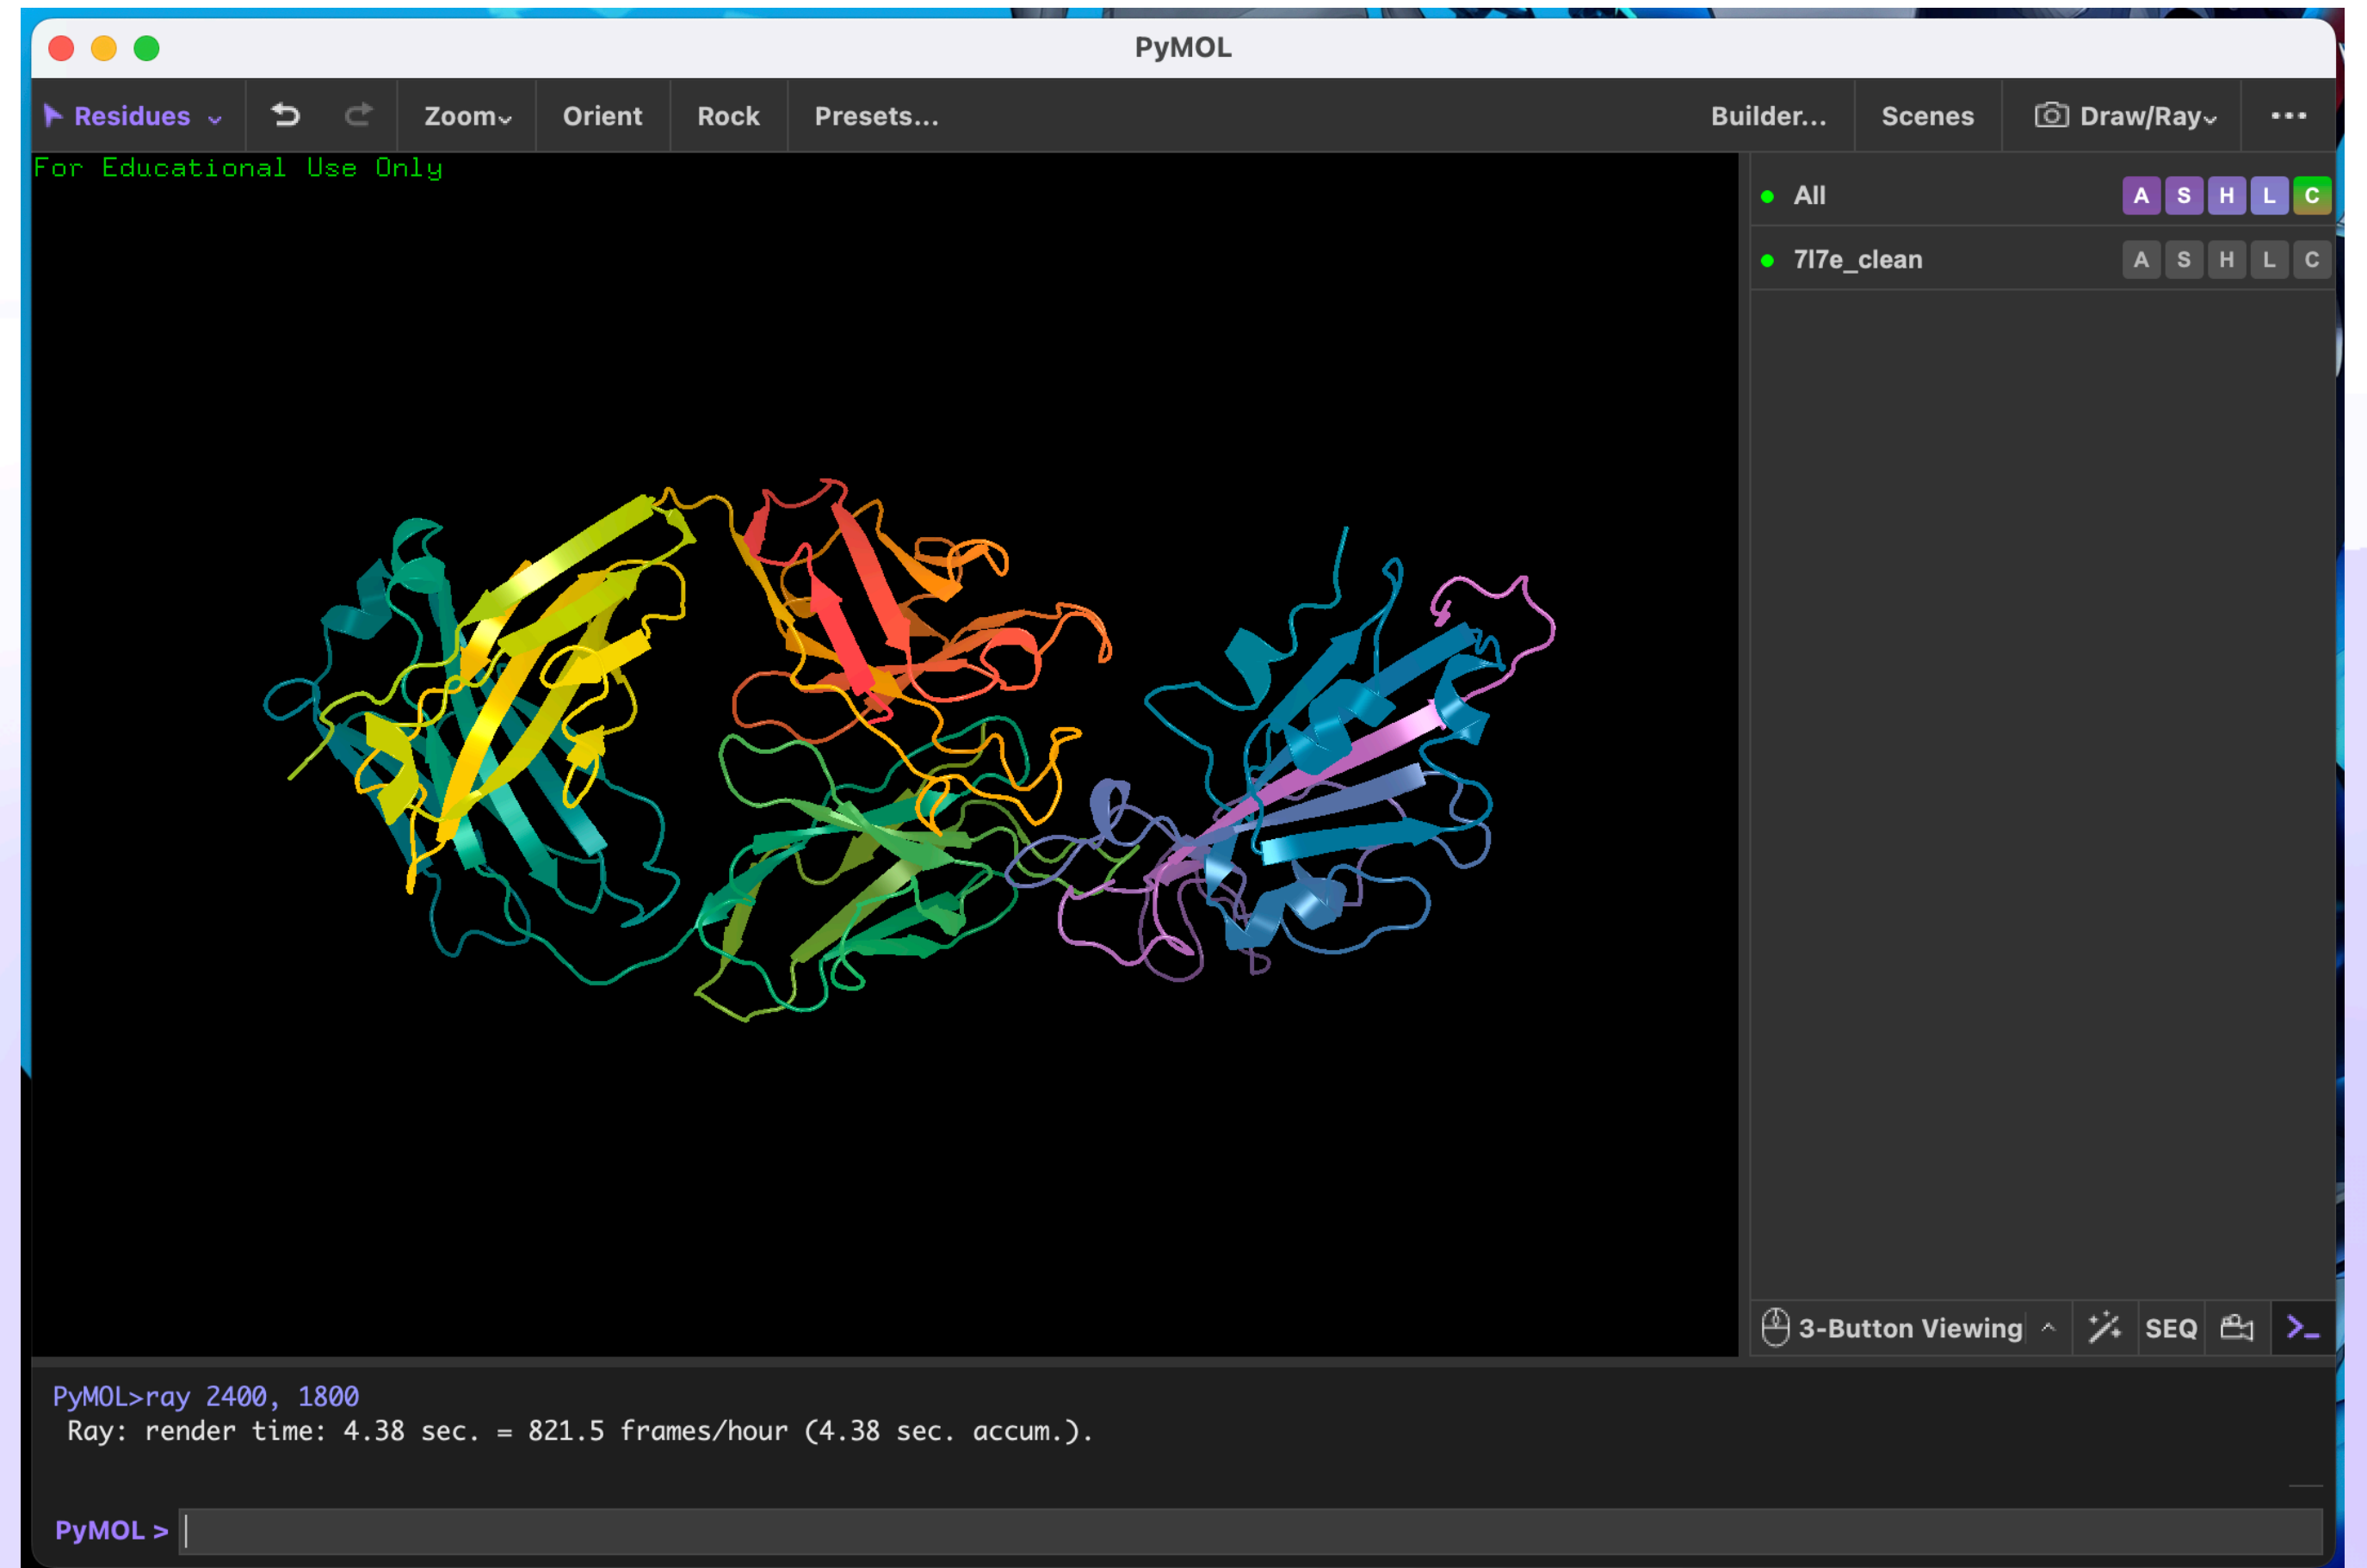 PyMOL
Residues Zoom Orient Rock Presets... Builder... Scenes Draw/Ray
For Educational Use Only
All A S H L C
7l7e_clean A S H L C
3-Button Viewing SEQ
PyMOL>ray 2400, 1800
Ray: render time: 4.38 sec. = 821.5 frames/hour (4.38 sec. accum.).
PyMOL >